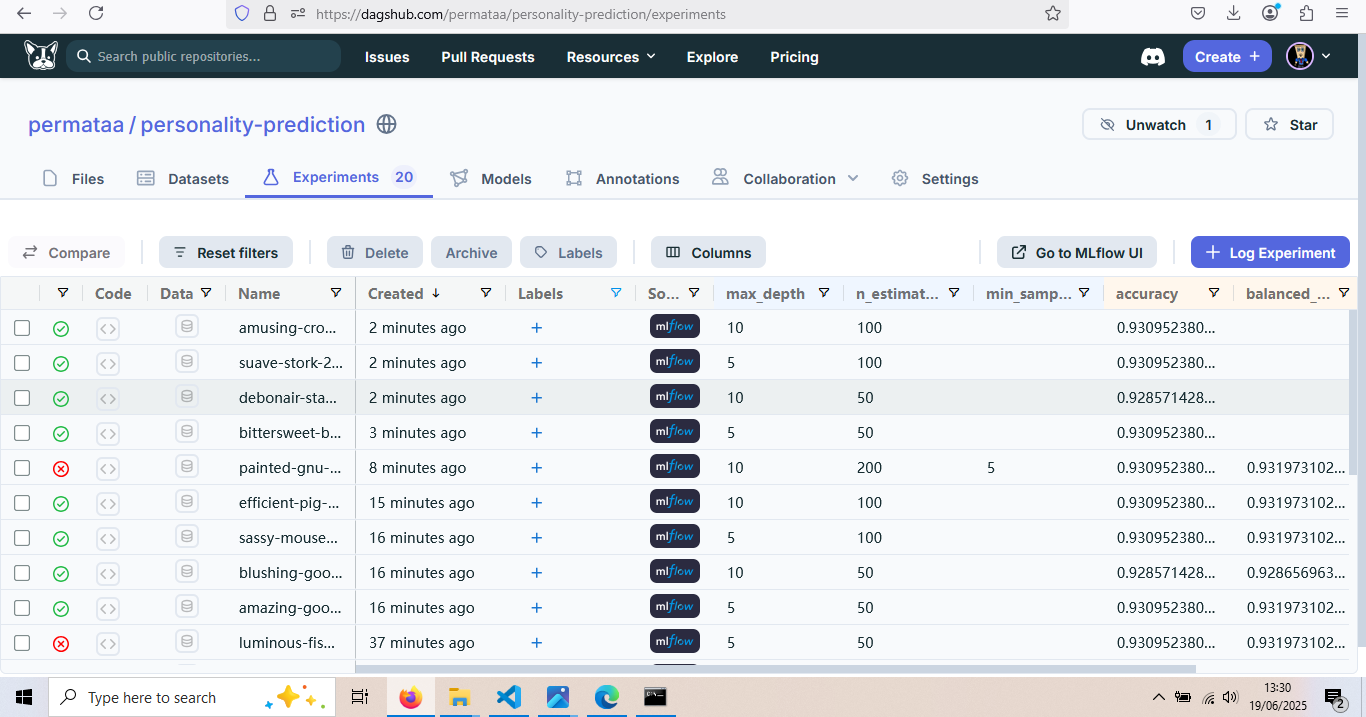 https://dagshub.com/permataa/personality-prediction/experiments
Search public repositories... Issues Pull Requests Resources Explore Pricing Create +
permataa / personality-prediction Unwatch 1 Star
Files Datasets Experiments 20 Models Annotations Collaboration Settings
Compare Reset filters Delete Archive Labels Columns Go to MLflow UI + Log Experiment
Code Data Name Created ↓ Labels So... max_depth n_estimat... min_samp... accuracy balanced_...
amusing-cro... 2 minutes ago + mlflow 10 100 0.930952380...
suave-stork-2... 2 minutes ago + mlflow 5 100 0.930952380...
debonair-sta... 2 minutes ago + mlflow 10 50 0.928571428...
bittersweet-b... 3 minutes ago + mlflow 5 50 0.930952380...
painted-gnu-... 8 minutes ago + mlflow 10 200 5 0.930952380... 0.931973102...
efficient-pig-... 15 minutes ago + mlflow 10 100 0.930952380... 0.931973102...
sassy-mouse... 16 minutes ago + mlflow 5 100 0.930952380... 0.931973102...
blushing-goo... 16 minutes ago + mlflow 10 50 0.928571428... 0.928656963...
amazing-goo... 16 minutes ago + mlflow 5 50 0.930952380... 0.931973102...
luminous-fis... 37 minutes ago + mlflow 5 50 0.930952380... 0.931973102...
Type here to search 13:30
19/06/2025 2